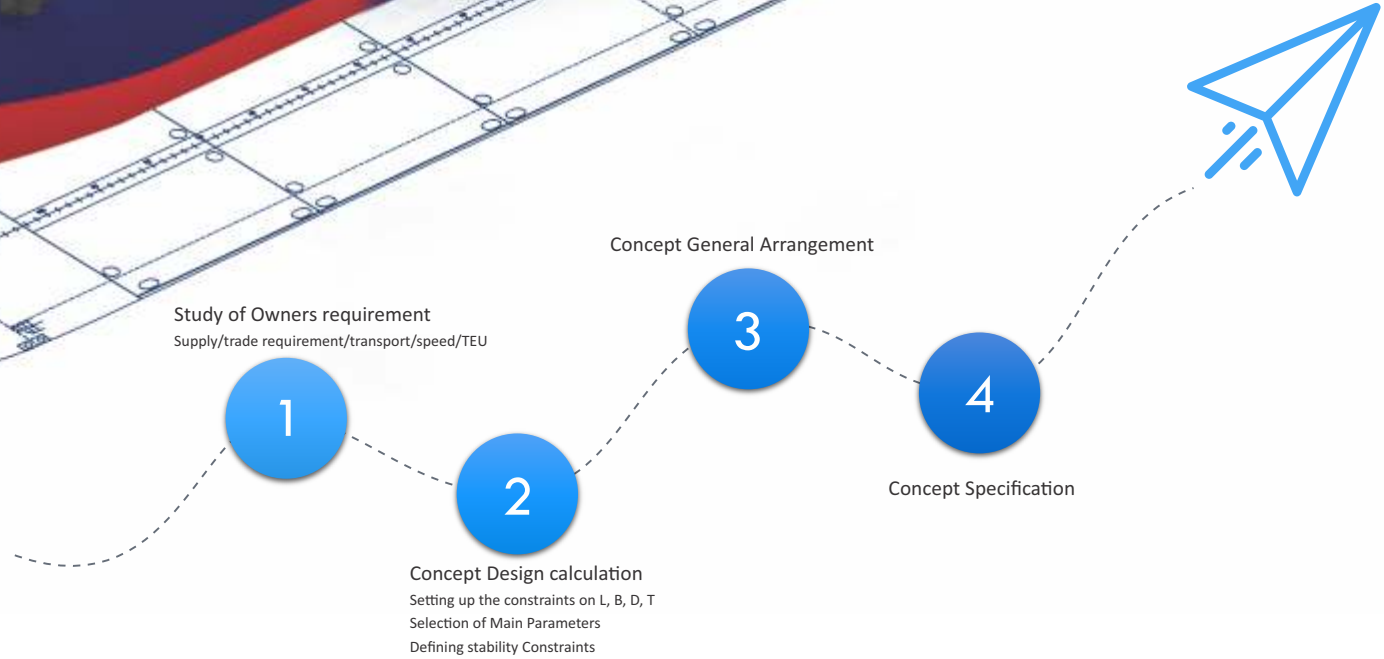 Study of Owners requirement
Supply/trade requirement/transport/speed/TEU
1
2
Concept Design calculation
Setting up the constraints on L, B, D, T
Selection of Main Parameters
Defining stability Constraints
Concept General Arrangement
3
4
Concept Specification